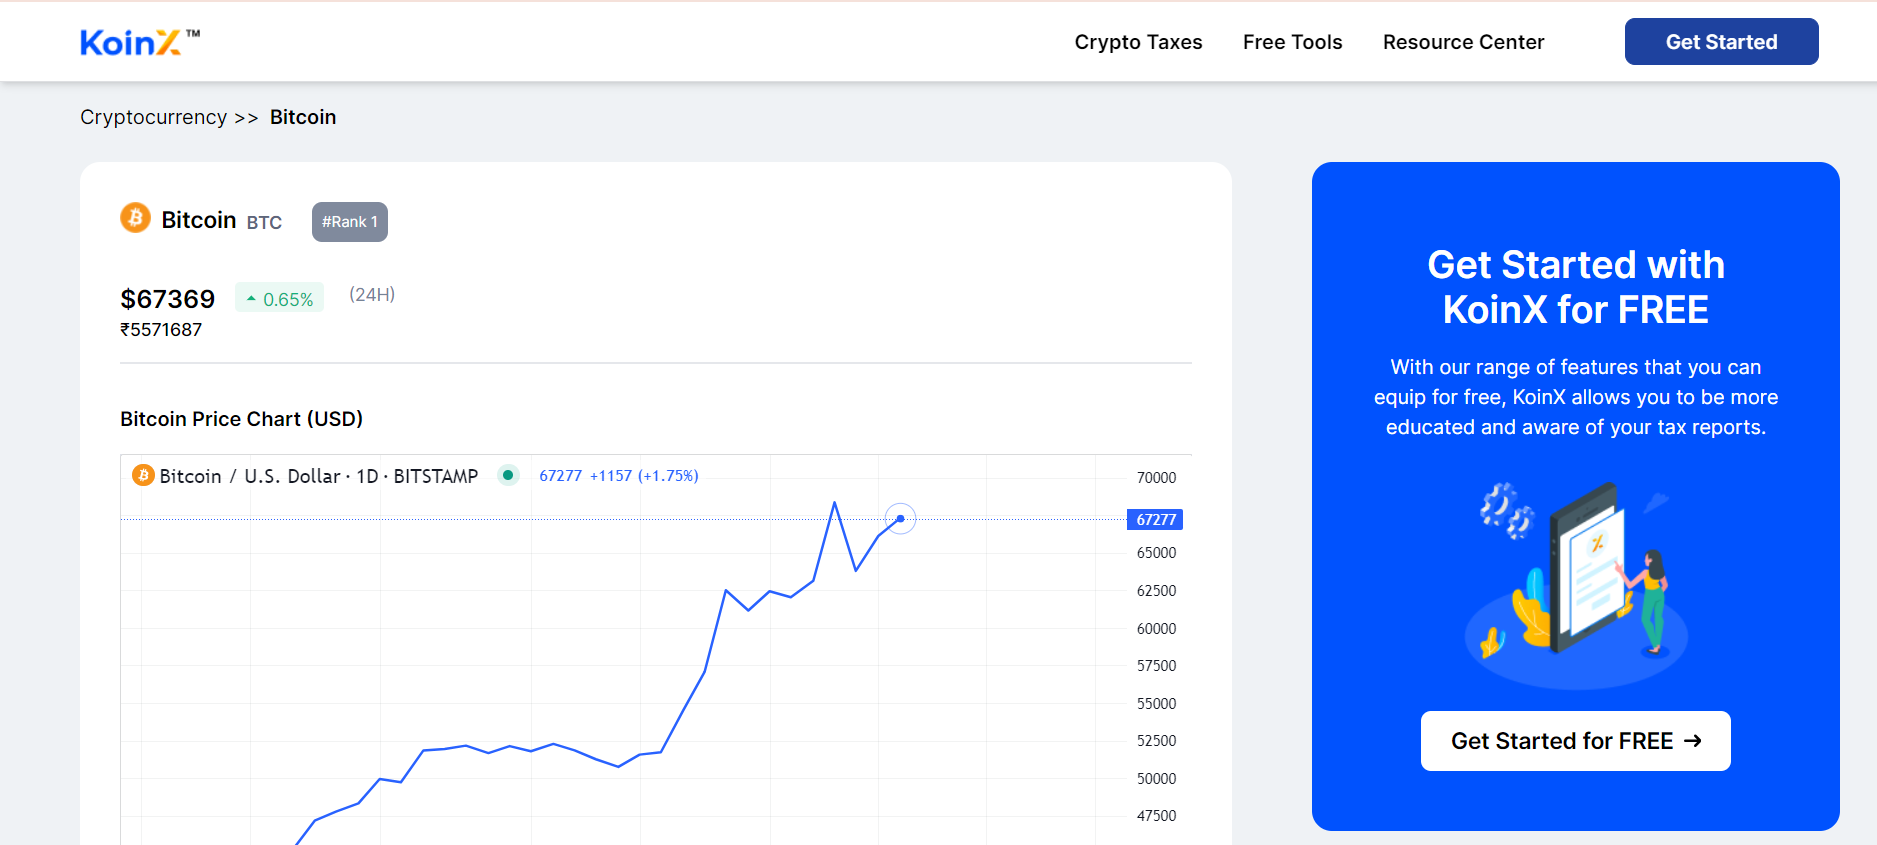 KoinX™
Crypto Taxes
Free Tools
Resource Center
Get Started
Cryptocurrency >> Bitcoin
Bitcoin BTC
#Rank 1
$67369
0.65%
(24H)
₹5571687
Bitcoin Price Chart (USD)
Bitcoin / U.S. Dollar · 1D · BITSTAMP
67277 +1157 (+1.75%)
70000
67277
65000
62500
60000
57500
55000
52500
50000
47500
Get Started with
KoinX for FREE
With our range of features that you can
equip for free, KoinX allows you to be more
educated and aware of your tax reports.
Get Started for FREE →